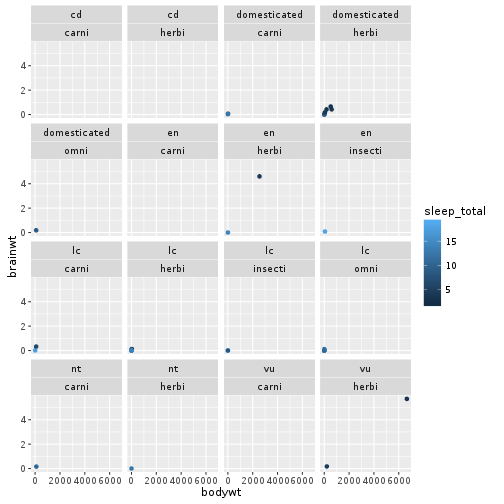 cd cd domesticated domesticated
carni herbi carni herbi
4
2
0
domesticated en en en
omni carni herbi insecti
4
2
0
sleep_total
15
10
5
brainwt
lc lc lc lc
carni herbi insecti omni
4
2
0
nt nt vu vu
carni herbi carni herbi
4
2
0
0 2000 4000 6000 0 2000 4000 6000 0 2000 4000 6000 0 2000 4000 6000
bodywt